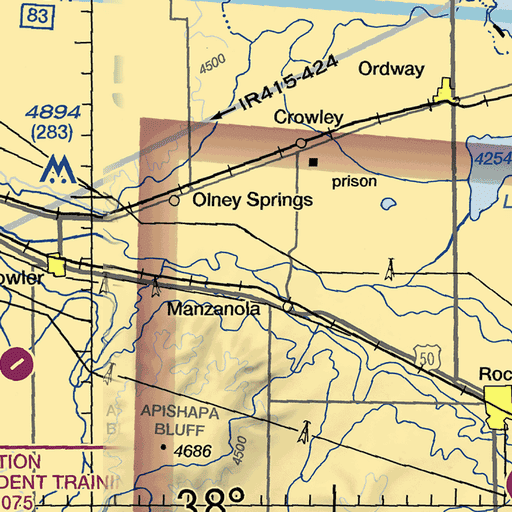 83
4500
Ordway
IR415-424
4894
(283)
Crowley
4254
prison
Olney Springs
owler
Manzanola
50
Roc
APISHAPA
BLUFF
4686
4500
TION
DENT TRAINI
075)
38°